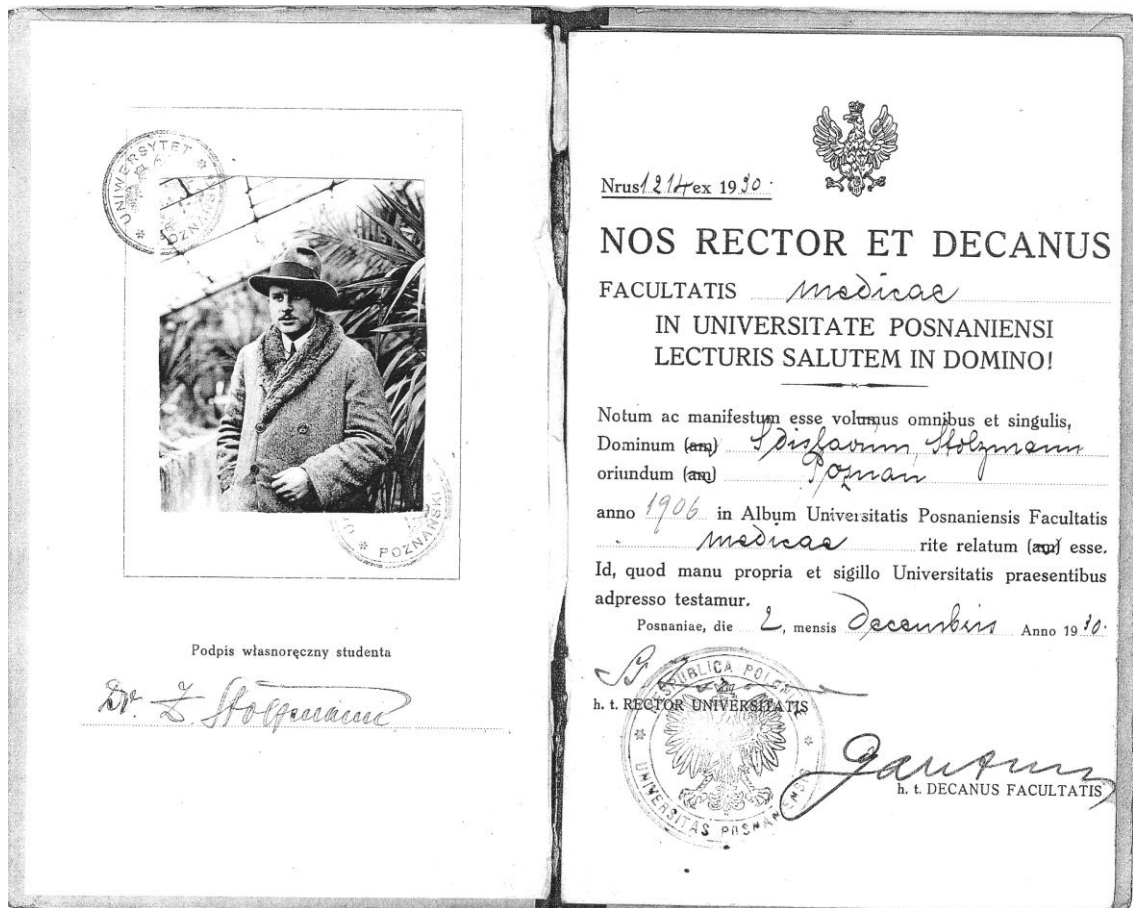 UNIWERSYTET
POZNAŃSKI
POZNAŃSKI
Podpis własnoręczny studenta
Dr. Z. Stolzmann
Nrus 1214 ex 1930.
NOS RECTOR ET DECANUS
FACULTATIS medicae
IN UNIVERSITATE POSNANIENSI
LECTURIS SALUTEM IN DOMINO!
Notum ac manifestum esse volumus omnibus et singulis,
Dominum (am) Sdislavum Stolzmann
oriundum (am) Poznań
anno 1906 in Album Universitatis Posnaniensis Facultatis
medicae rite relatum (am) esse.
Id, quod manu propria et sigillo Universitatis praesentibus
adpresso testamur.
Posnaniae, die 2, mensis Decembris Anno 1930.
h. t. RECTOR UNIVERSITATIS
RESPUBLICA POLONIAE
UNIVERSITAS POSNANIENSIS
h. t. DECANUS FACULTATIS